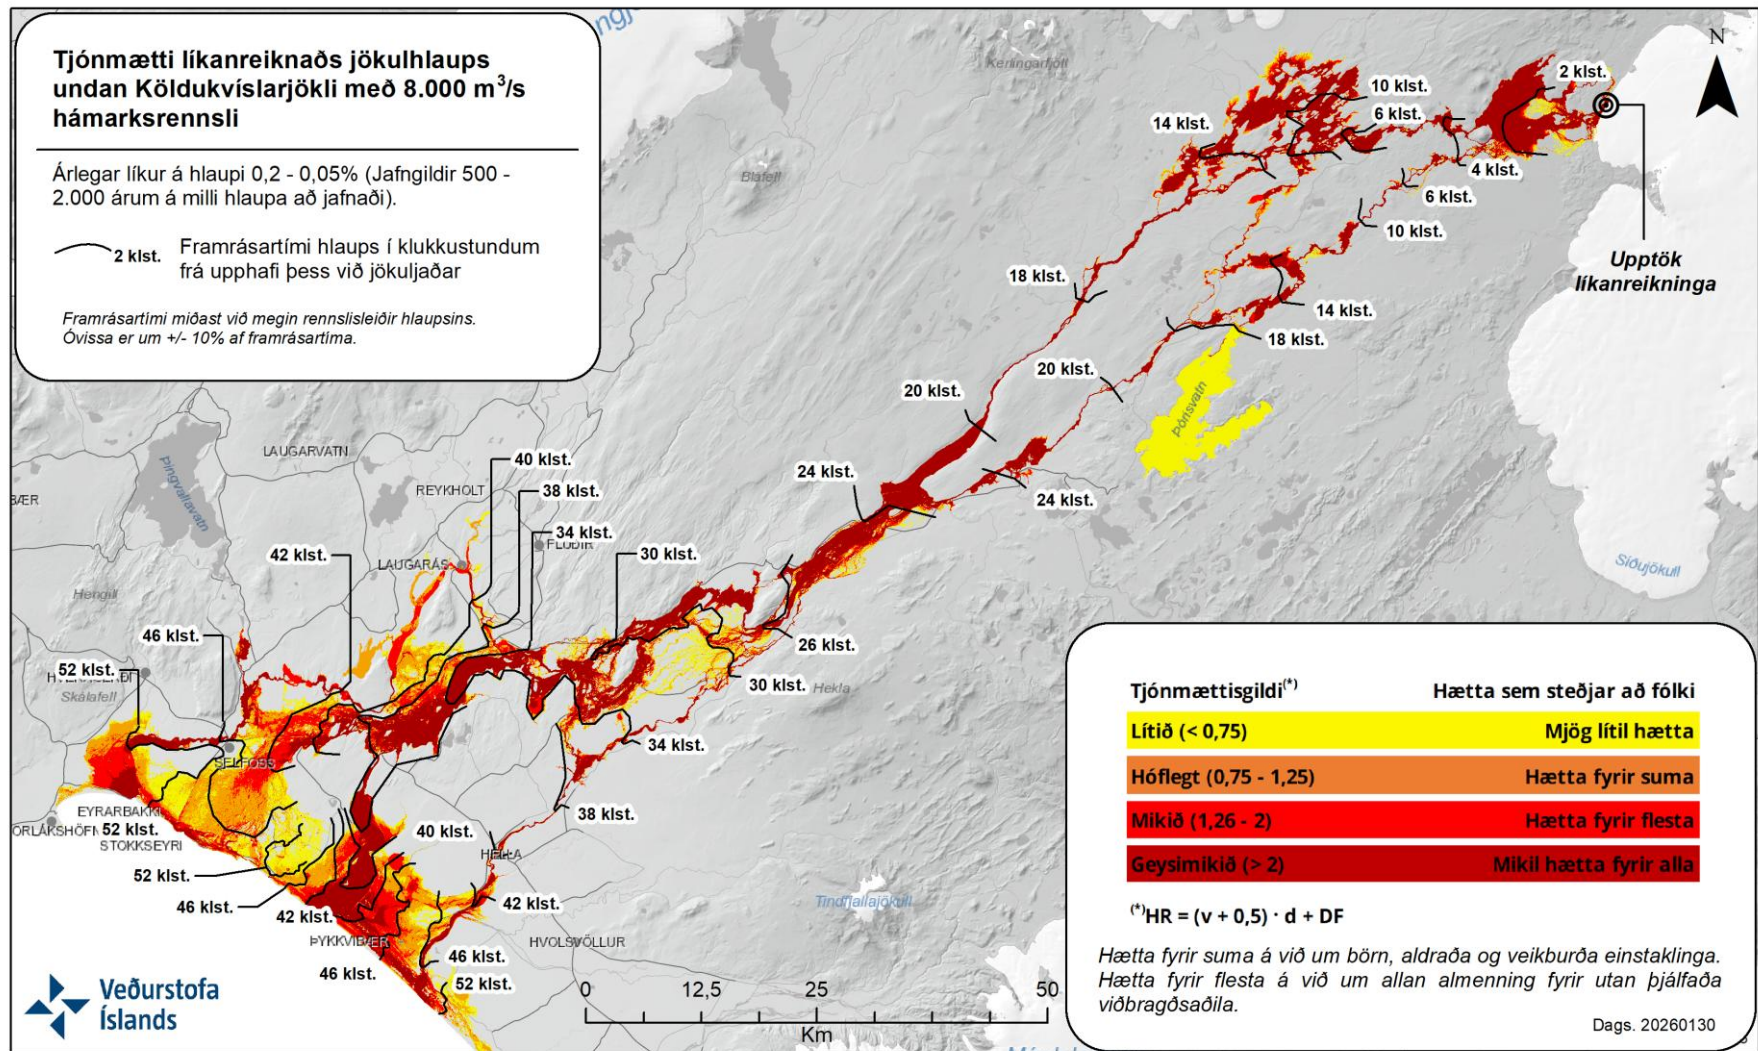 Tjónmætti líkanreiknaðs jökulhlaups
undan Köldukvíslarjökli með 8.000 m³/s
hámarksrennsli
Árlegar líkur á hlaupi 0,2 - 0,05% (Jafngildir 500 -
2.000 árum á milli hlaupa að jafnaði).
2 klst.
Framrásartími hlaups í klukkustundum
frá upphafi þess við jökuljaðar
Framrásartími miðast við megin rennslisleiðir hlaupsins.
Óvissa er um +/- 10% af framrásartíma.
Kerlingarfjöll
N
2 klst.
10 klst.
6 klst.
14 klst.
4 klst.
Bláfell
6 klst.
10 klst.
Upptök
líkanreikninga
18 klst.
14 klst.
18 klst.
20 klst.
20 klst.
Þórisvatn
LAUGARVATN
40 klst.
24 klst.
REYKHOLT
38 klst.
24 klst.
Þingvallavatn
BÆR
34 klst.
FLÚÐIR
42 klst.
30 klst.
LAUGARÁS
Síðujökull
Hengill
46 klst.
26 klst.
52 klst.
30 klst.
Hekla
Skálafell
34 klst.
SELFOSS
EYRARBAKKI
38 klst.
52 klst.
40 klst.
STOKKSEYRI
HELLA
52 klst.
46 klst.
42 klst.
42 klst.
Tindfjallajökull
ÞYKKVIBÆR
HVOLSVÖLLUR
46 klst.
46 klst.
52 klst.
Veðurstofa
Íslands
0 12,5 25 50
Km
Tjónmættisgildi(*) Hætta sem steðjar að fólki
Lítið (< 0,75) Mjög lítil hætta
Hóflegt (0,75 - 1,25) Hætta fyrir suma
Mikið (1,26 - 2) Hætta fyrir flesta
Geysimikið (> 2) Mikil hætta fyrir alla
(*)HR = (v + 0,5) · d + DF
Hætta fyrir suma á við um börn, aldraða og veikburða einstaklinga.
Hætta fyrir flesta á við um allan almenning fyrir utan þjálfaða
viðbragðsaðila.
Dags. 20260130